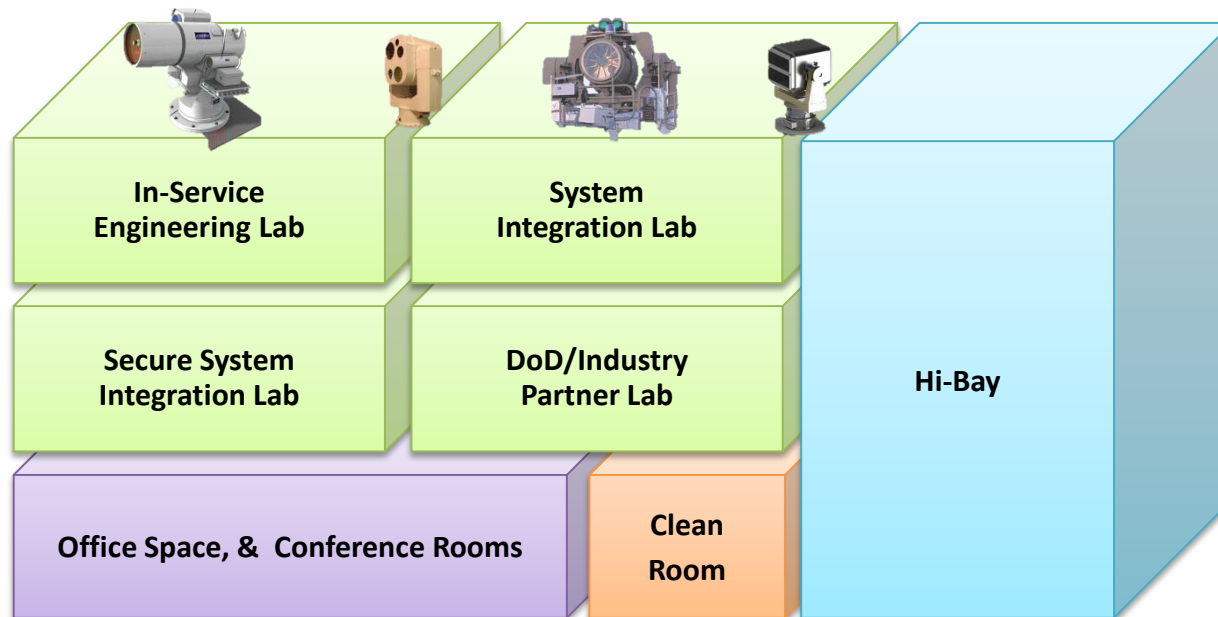 In-Service
Engineering Lab
System
Integration Lab
Secure System
Integration Lab
DoD/Industry
Partner Lab
Hi-Bay
Office Space, &  Conference Rooms
Clean
Room